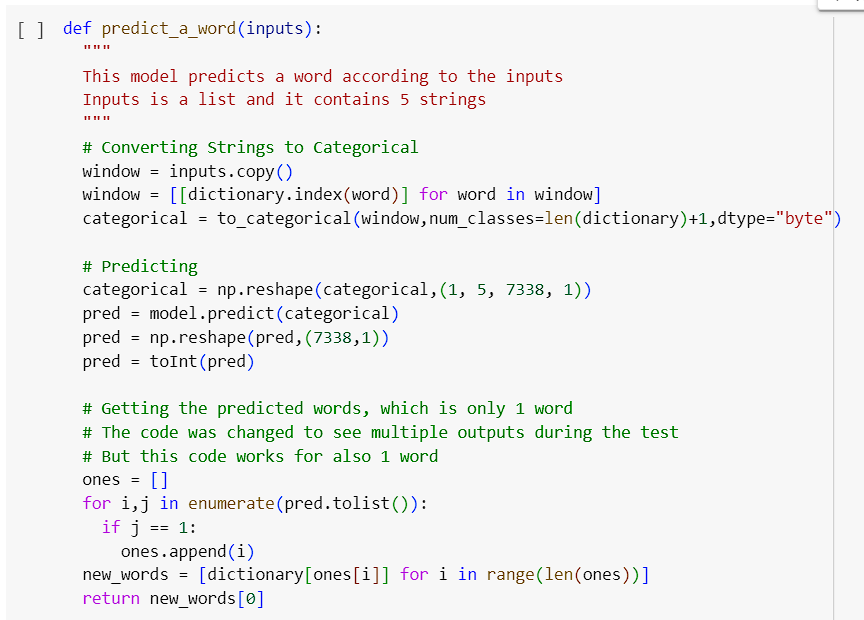 [ ] def predict_a_word(inputs):
"""
This model predicts a word according to the inputs
Inputs is a list and it contains 5 strings
"""
# Converting Strings to Categorical
window = inputs.copy()
window = [[dictionary.index(word)] for word in window]
categorical = to_categorical(window,num_classes=len(dictionary)+1,dtype="byte")
# Predicting
categorical = np.reshape(categorical,(1, 5, 7338, 1))
pred = model.predict(categorical)
pred = np.reshape(pred,(7338,1))
pred = toInt(pred)
# Getting the predicted words, which is only 1 word
# The code was changed to see multiple outputs during the test
# But this code works for also 1 word
ones = []
for i,j in enumerate(pred.tolist()):
if j == 1:
ones.append(i)
new_words = [dictionary[ones[i]] for i in range(len(ones))]
return new_words[0]